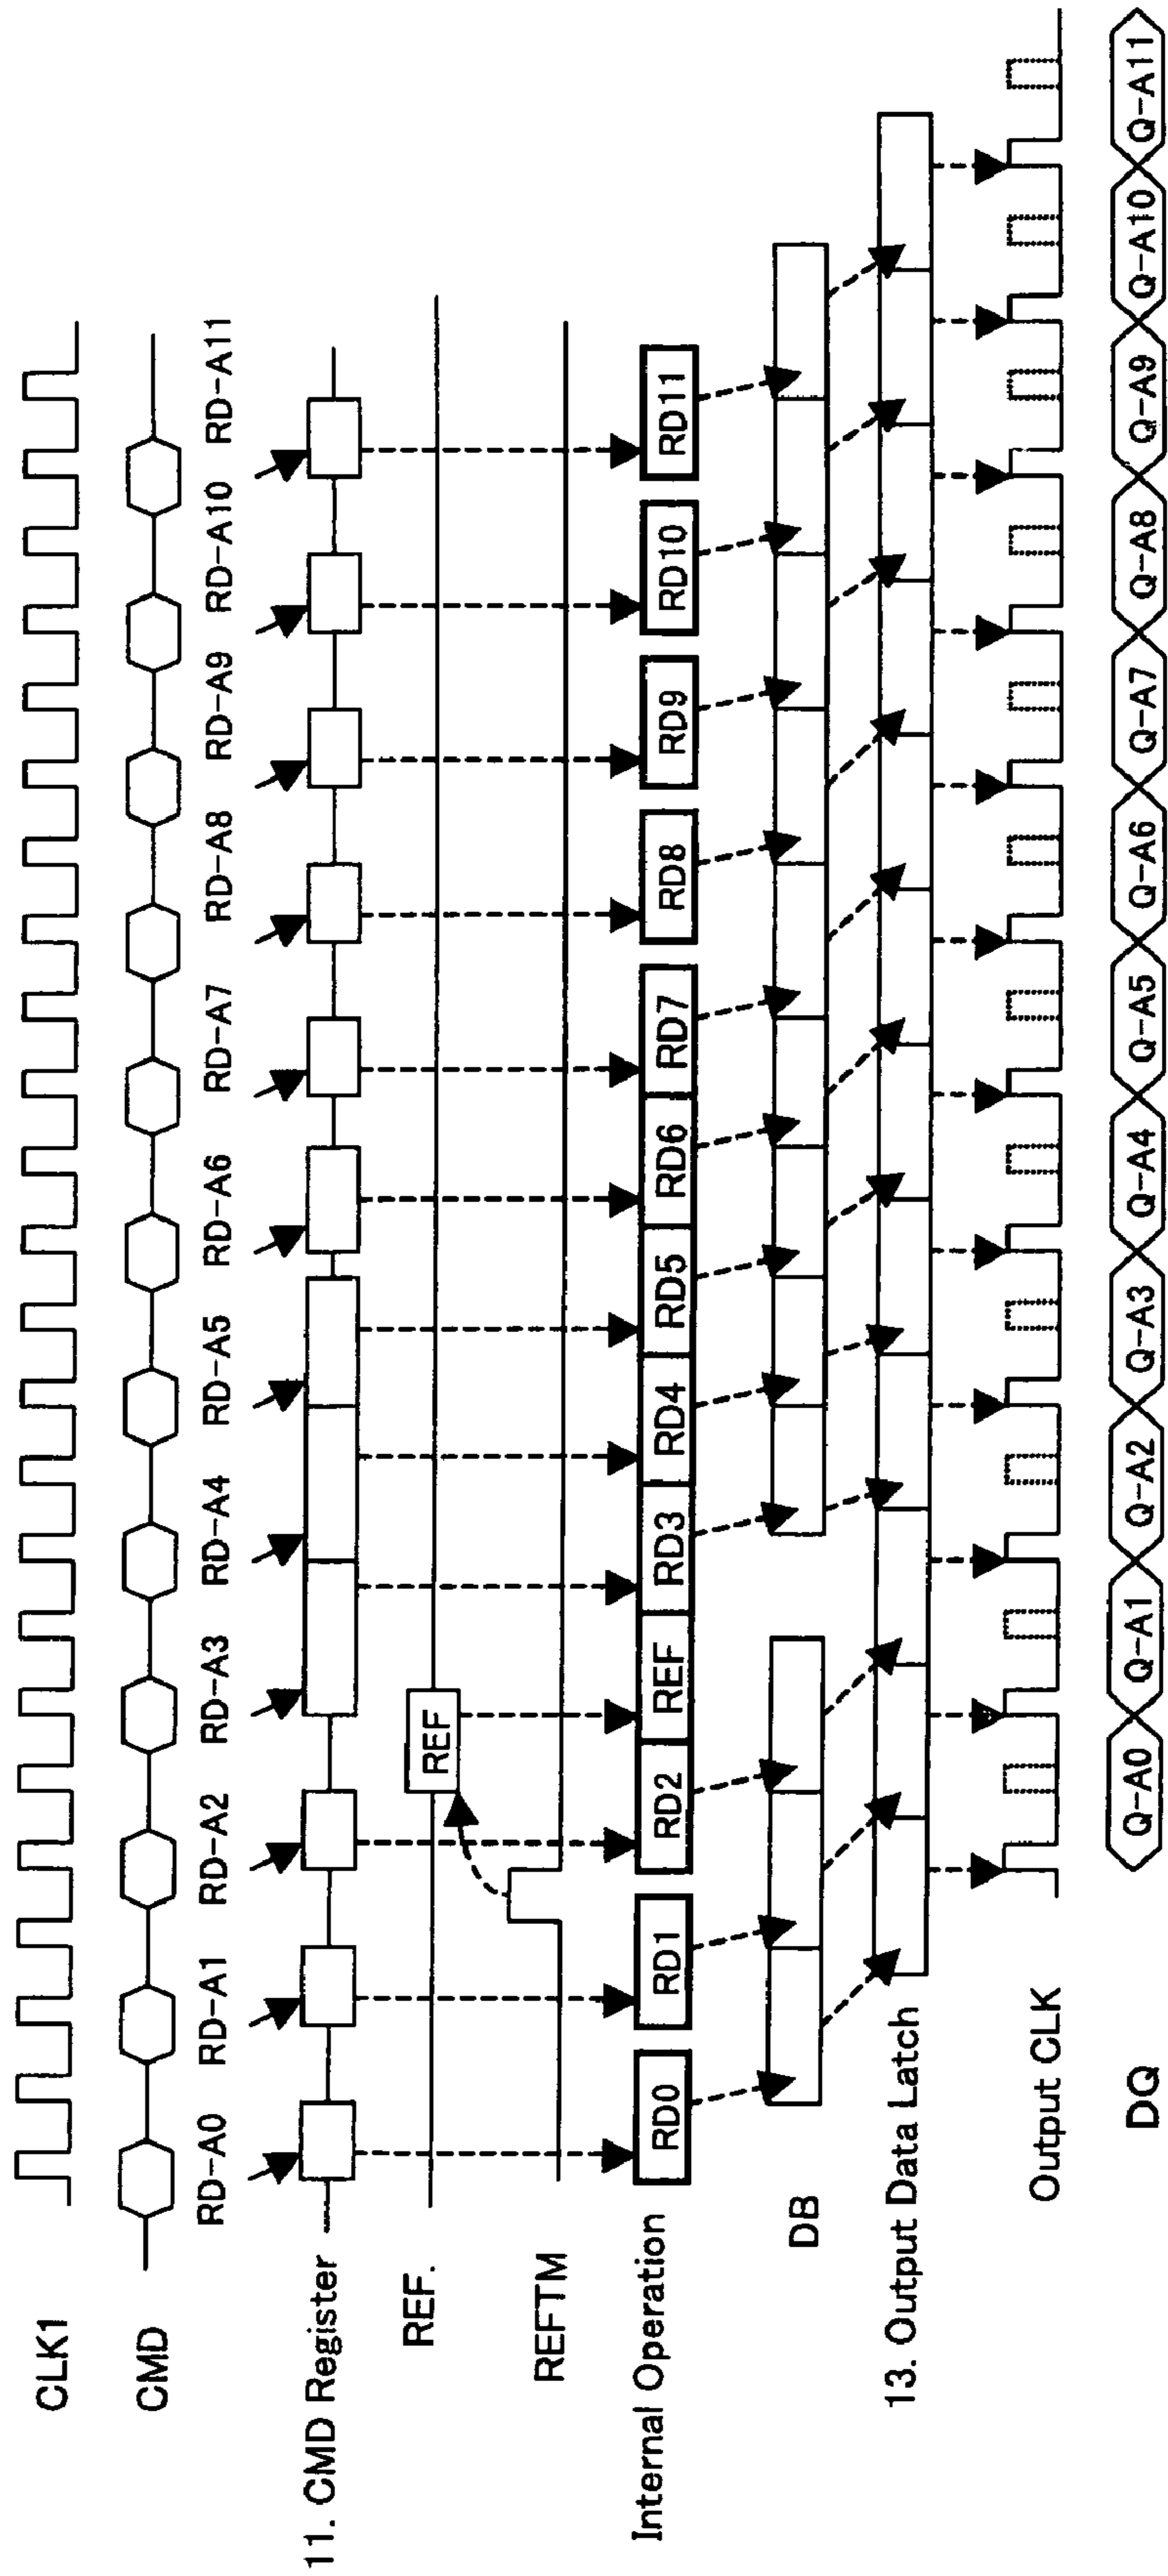 CLK1
CMD
RD-A0 RD-A1 RD-A2 RD-A3 RD-A4 RD-A5 RD-A6 RD-A7 RD-A8 RD-A9 RD-A10 RD-A11
11. CMD Register
REF.
REF
REFTM
Internal Operation
RD0 RD1 RD2 REF RD3 RD4 RD5 RD6 RD7 RD8 RD9 RD10 RD11
DB
13. Output Data Latch
Output CLK
DQ
Q-A0 Q-A1 Q-A2 Q-A3 Q-A4 Q-A5 Q-A6 Q-A7 Q-A8 Q-A9 Q-A10 Q-A11